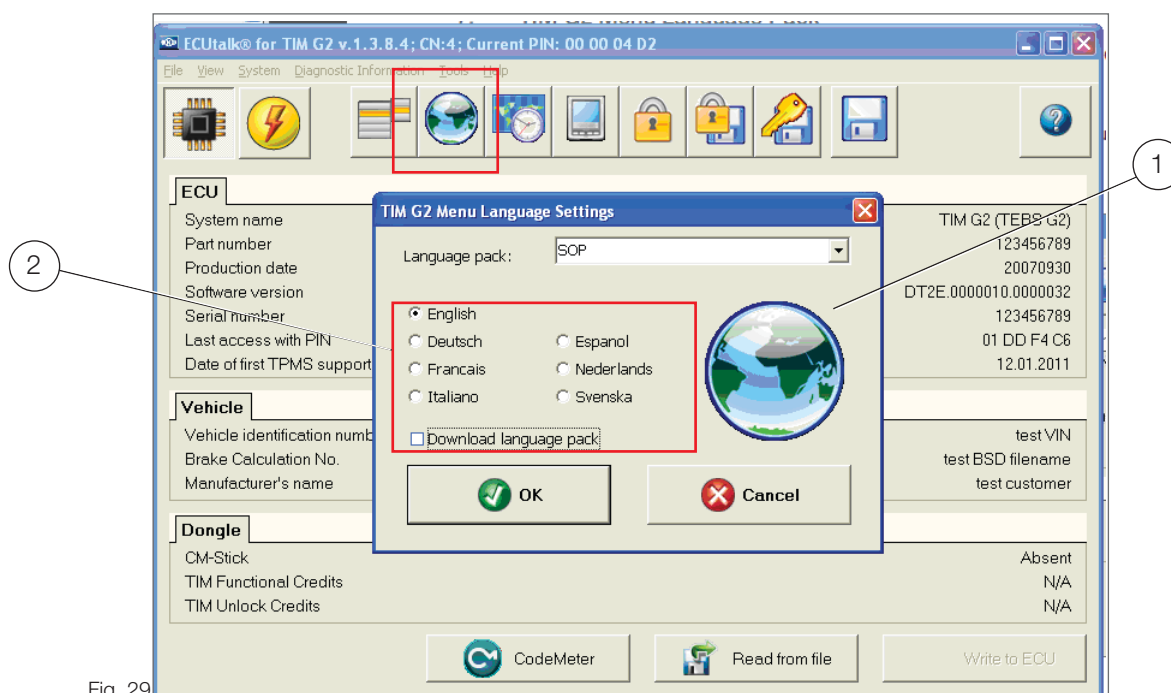 TIM G2 Menu Language Pack
ECUtalk® for TIM G2 v.1.3.8.4; CN:4; Current PIN: 00 00 04 D2
File View System Diagnostic Information Tools Help
1
ECU
System name TIM G2 (TEBS G2)
Part number 123456789
Production date 20070930
Software version DT2E.0000010.0000032
Serial number 123456789
Last access with PIN 01 DD F4 C6
Date of first TPMS support 12.01.2011
2
TIM G2 Menu Language Settings
Language pack: SOP
English
Deutsch Espanol
Francais Nederlands
Italiano Svenska
Download language pack
OK Cancel
Vehicle
Vehicle identification numb test VIN
Brake Calculation No. test BSD filename
Manufacturer's name test customer
Dongle
CM-Stick Absent
TIM Functional Credits N/A
TIM Unlock Credits N/A
CodeMeter Read from file Write to ECU
Fig. 29